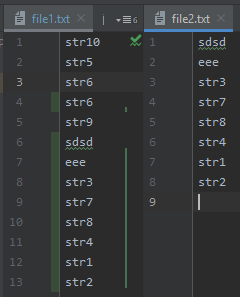 file1.txt
6
1 str10
2 str5
3 str6
4 str6
5 str9
6 sdsd
7 eee
8 str3
9 str7
10 str8
11 str4
12 str1
13 str2
file2.txt
1 sdsd
2 eee
3 str3
4 str7
5 str8
6 str4
7 str1
8 str2
9